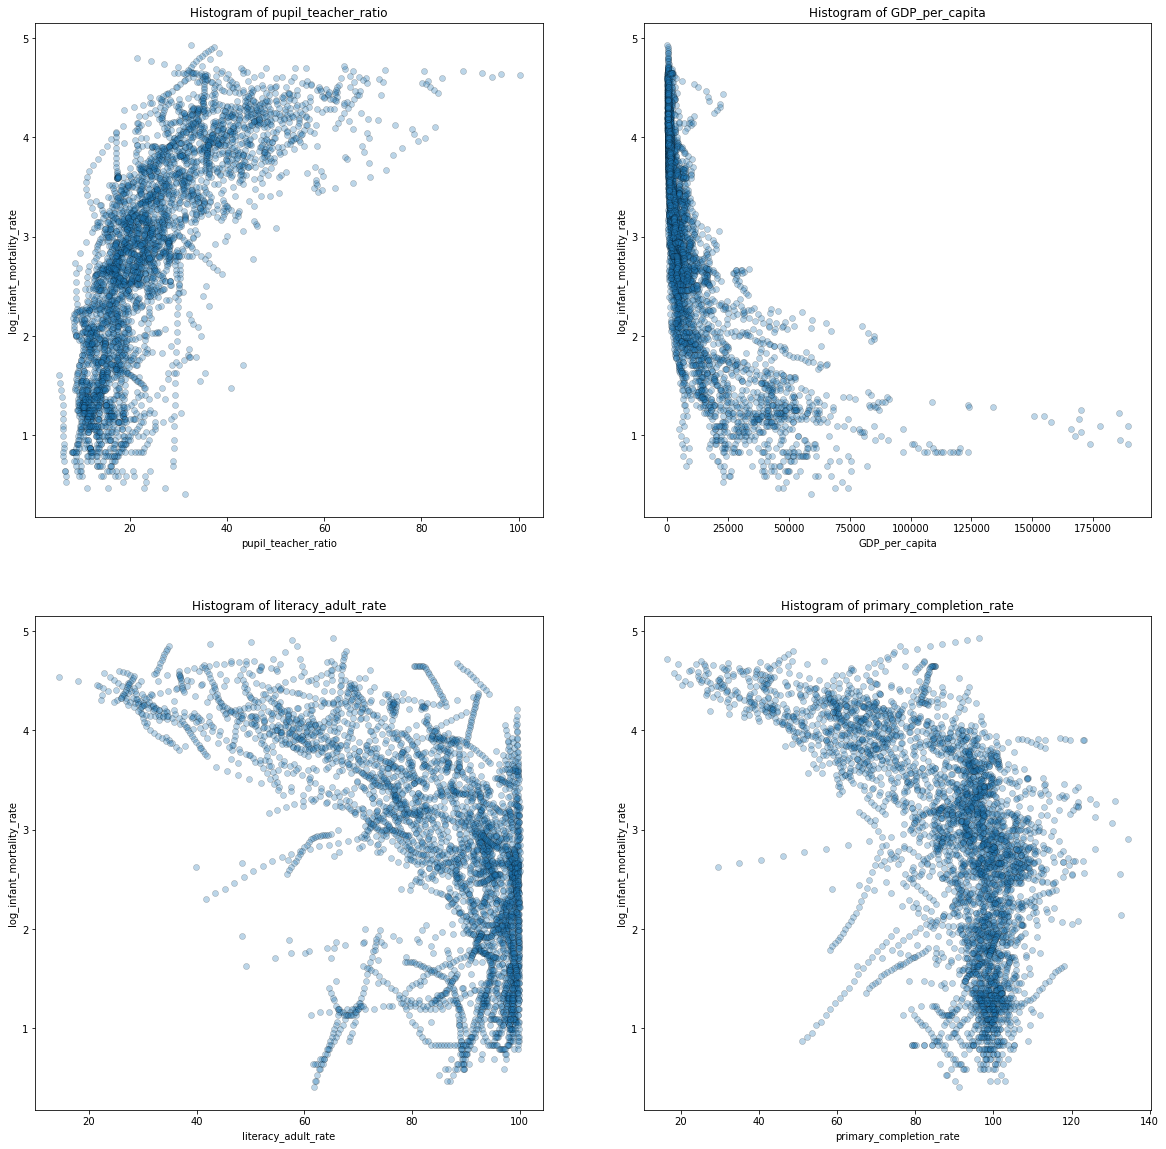 Histogram of pupil_teacher_ratio
5
4
3
2
1
log_infant_mortality_rate
20 40 60 80 100
pupil_teacher_ratio
Histogram of GDP_per_capita
5
4
3
2
1
log_infant_mortality_rate
0 25000 50000 75000 100000 125000 150000 175000
GDP_per_capita
Histogram of literacy_adult_rate
5
4
3
2
1
log_infant_mortality_rate
20 40 60 80 100
literacy_adult_rate
Histogram of primary_completion_rate
5
4
3
2
1
log_infant_mortality_rate
20 40 60 80 100 120 140
primary_completion_rate